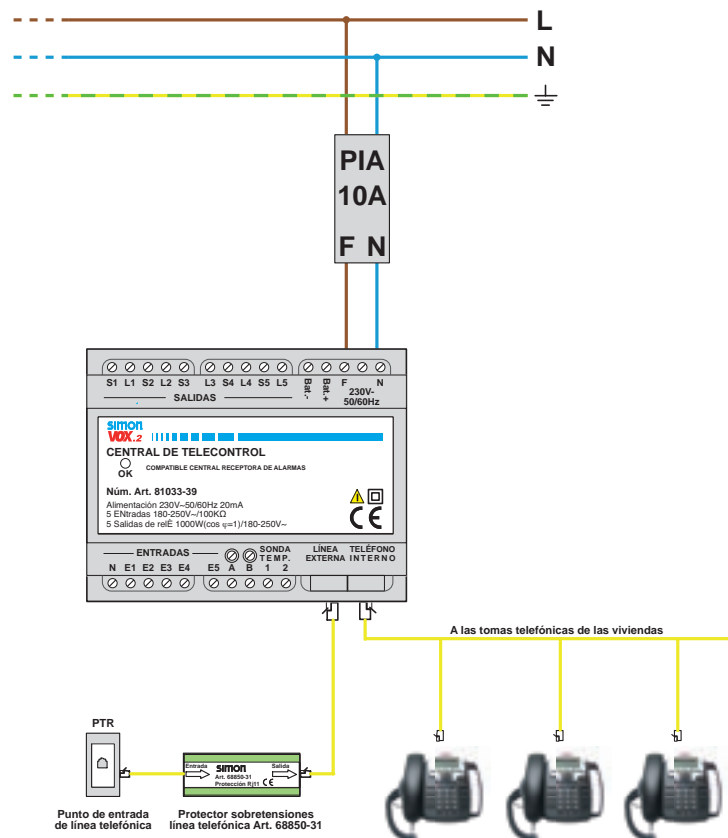 L
N
PIA
10A
F N
S1 L1 S2 L2 S3 L3 S4 L4 S5 L5 Bat.- Bat.+ F N
SALIDAS
230V-
50/60Hz
simon
VOX.2
CENTRAL DE TELECONTROL
OK
COMPATIBLE CENTRAL RECEPTORA DE ALARMAS
Núm. Art. 81033-39
Alimentación 230V~50/60Hz 20mA
5 ENtradas 180-250V~/100KΩ
5 Salidas de relÈ 1000W(cos φ=1)/180-250V~
CE
ENTRADAS
SONDA
TEMP.
LÍNEA
EXTERNA
TELÉFONO
INTERNO
N E1 E2 E3 E4 E5 A B 1 2
A las tomas telefónicas de las viviendas
PTR
Entrada
simon
Art. 68850-31
Protección Rj11 CE
Salida
Punto de entrada
de línea telefónica
Protector sobretensiones
línea telefónica Art. 68850-31